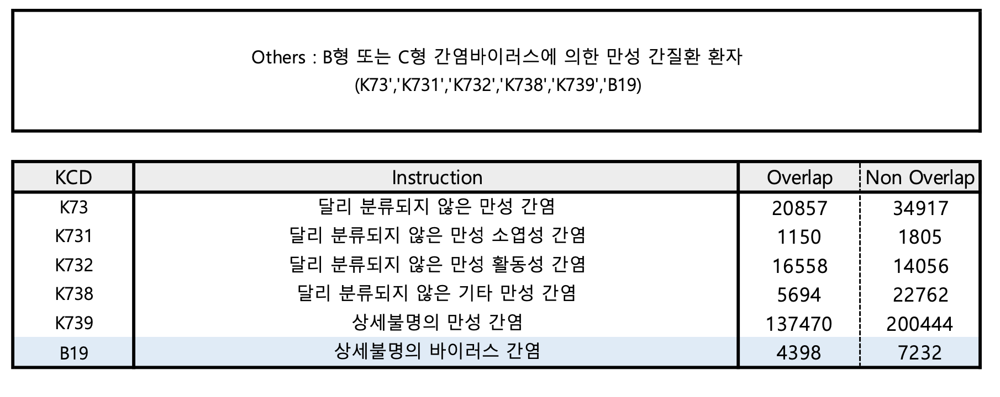 Others : B형 또는 C형 간염바이러스에 의한 만성 간질환 환자
(K73','K731','K732','K738','K739','B19)
KCD Instruction Overlap Non Overlap
K73 달리 분류되지 않은 만성 간염 20857 34917
K731 달리 분류되지 않은 만성 소엽성 간염 1150 1805
K732 달리 분류되지 않은 만성 활동성 간염 16558 14056
K738 달리 분류되지 않은 기타 만성 간염 5694 22762
K739 상세불명의 만성 간염 137470 200444
B19 상세불명의 바이러스 간염 4398 7232